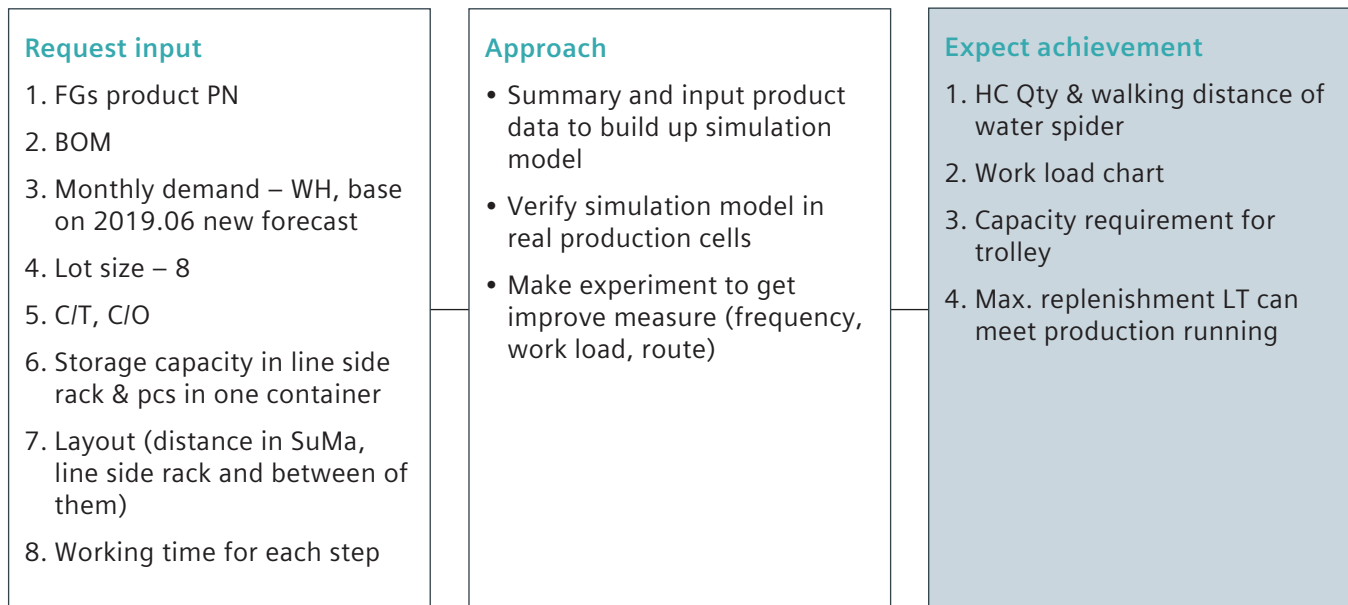 Request input
1. FGs product PN
2. BOM
3. Monthly demand – WH, base
on 2019.06 new forecast
4. Lot size – 8
5. C/T, C/O
6. Storage capacity in line side
rack & pcs in one container
7. Layout (distance in SuMa,
line side rack and between of
them)
8. Working time for each step
Approach
• Summary and input product
data to build up simulation
model
• Verify simulation model in
real production cells
• Make experiment to get
improve measure (frequency,
work load, route)
Expect achievement
1. HC Qty & walking distance of
water spider
2. Work load chart
3. Capacity requirement for
trolley
4. Max. replenishment LT can
meet production running